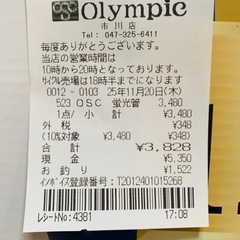 OSC Olympic
市川店
Tel: 047-325-6411
毎度ありがとうございます。
当店の営業時間は
10時から20時となっております。
サイクル売場は18時半までになります
0012 - 0103 25年11月20日(木)
523 OSC 蛍光管 3,480
1点/ 小 計 ¥3,480
外 税 ¥348
(10%対象 ¥3,480 ¥348)
合 計 ¥3,828
現 金 ¥5,350
お 釣 り ¥1,522
インボイス登録番号:T2012401015268
レシートNo:4381 17:08